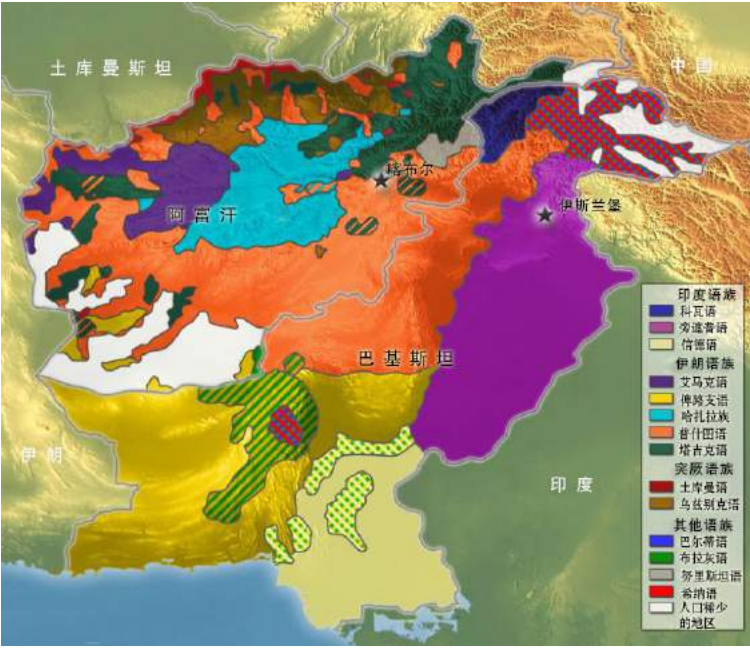 土库曼斯坦
中国
喀布尔
伊斯兰堡
阿富汗
巴基斯坦
伊朗
印度
印度语族
科瓦语
旁遮普语
信德语
伊朗语族
艾马克语
俾路支语
哈扎拉族
普什图语
塔吉克语
突厥语族
土库曼语
乌兹别克语
其他语族
巴尔蒂语
布拉灰语
努里斯坦语
希纳语
人口稀少
的地区